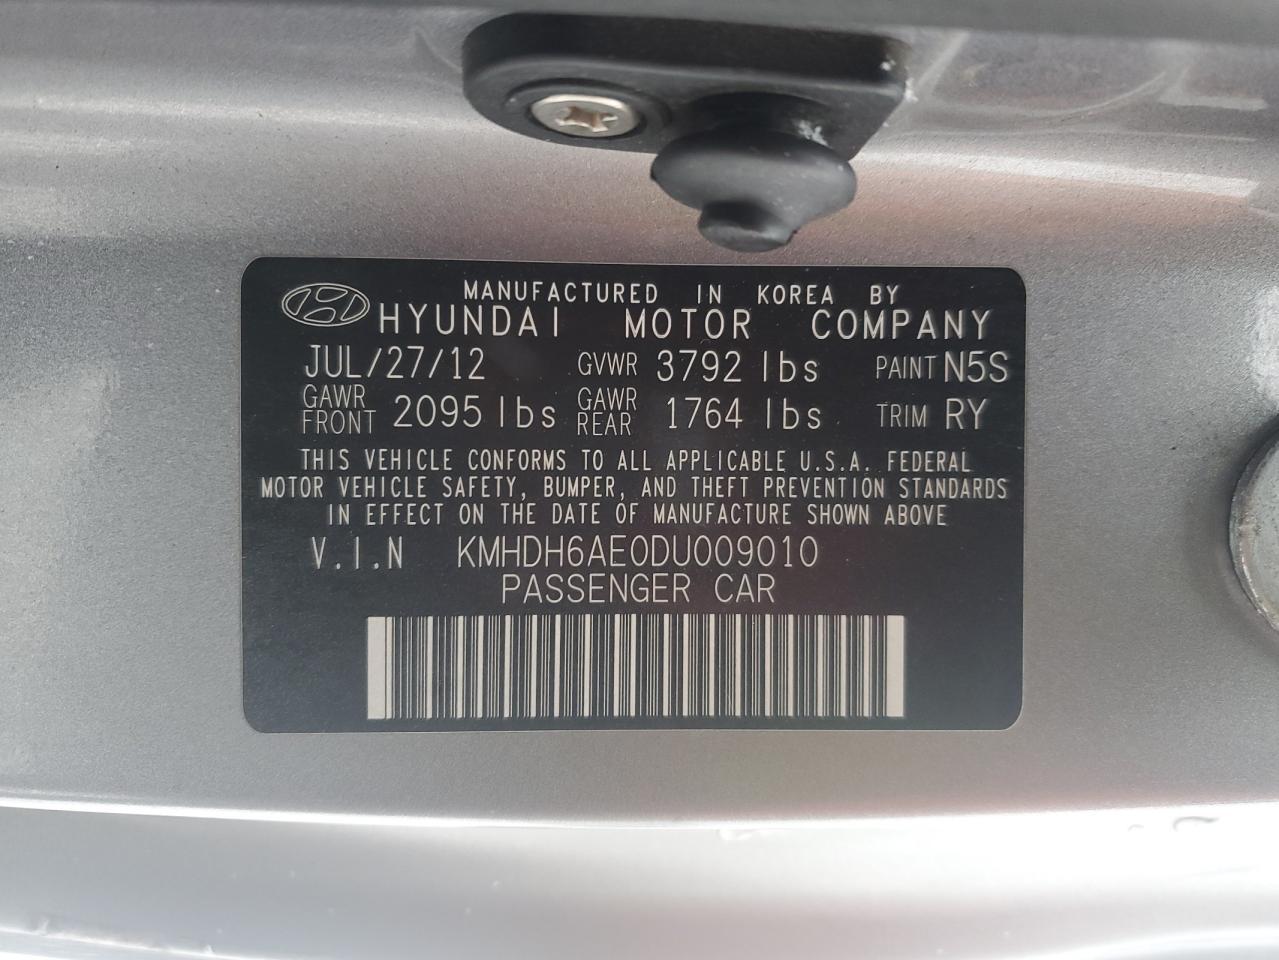 MANUFACTURED IN KOREA BY
HYUNDAI MOTOR COMPANY
JUL/27/12 GVWR 3792 lbs PAINT N5S
GAWR FRONT 2095 lbs GAWR REAR 1764 lbs TRIM RY
THIS VEHICLE CONFORMS TO ALL APPLICABLE U.S.A. FEDERAL
MOTOR VEHICLE SAFETY, BUMPER, AND THEFT PREVENTION STANDARDS
IN EFFECT ON THE DATE OF MANUFACTURE SHOWN ABOVE
V.I.N KMHDH6AE0DU009010
PASSENGER CAR